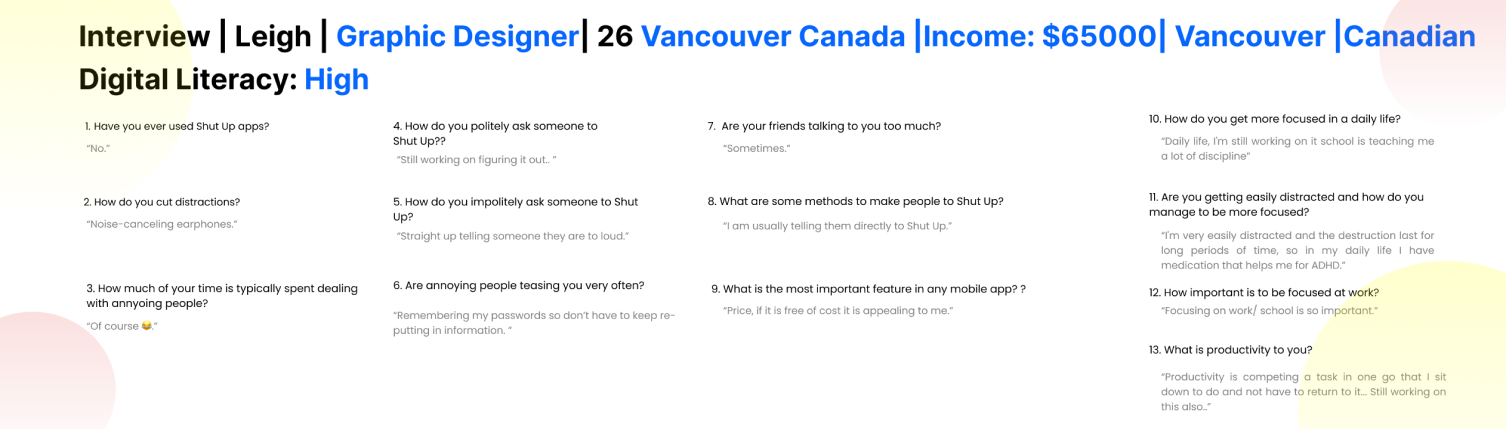 Interview | Leigh | Graphic Designer| 26 Vancouver Canada |Income: $65000| Vancouver |Canadian
Digital Literacy: High
1. Have you ever used Shut Up apps?
“No.”
2. How do you cut distractions?
“Noise-canceling earphones.”
3. How much of your time is typically spent dealing
with annyoing people?
“Of course 😂.”
4. How do you politely ask someone to
Shut Up??
“Still working on figuring it out.. ”
5. How do you impolitely ask someone to Shut
Up?
“Straight up telling someone they are to loud.”
6. Are annoying people teasing you very often?
“Remembering my passwords so don’t have to keep re-
putting in information. ”
7. Are your friends talking to you too much?
“Sometimes.”
8. What are some methods to make people to Shut Up?
“I am usually telling them directly to Shut Up.”
9. What is the most important feature in any mobile app? ?
“Price, if it is free of cost it is appealing to me.”
10. How do you get more focused in a daily life?
“Daily life, I'm still working on it school is teaching me
a lot of discipline”
11. Are you getting easily distracted and how do you
manage to be more focused?
“I'm very easily distracted and the destruction last for
long periods of time, so in my daily life I have
medication that helps me for ADHD.”
12. How important is to be focused at work?
“Focusing on work/ school is so important.”
13. What is productivity to you?
“Productivity is competing a task in one go that I sit
down to do and not have to return to it... Still working on
this also..”